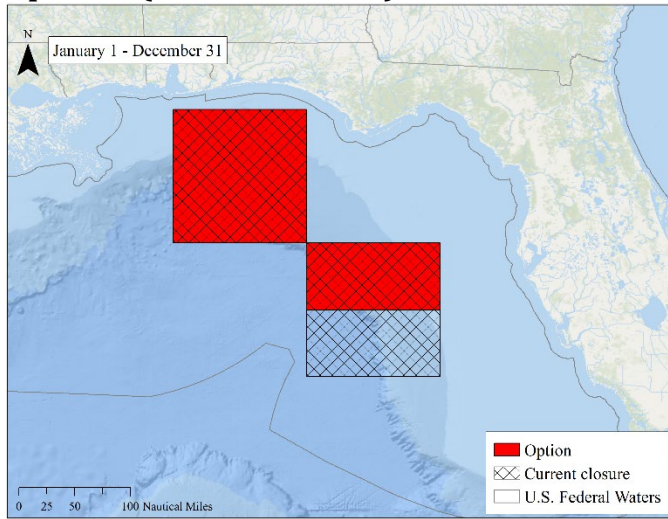 N
January 1 - December 31
Option
Current closure
U.S. Federal Waters
0 25 50 100 Nautical Miles